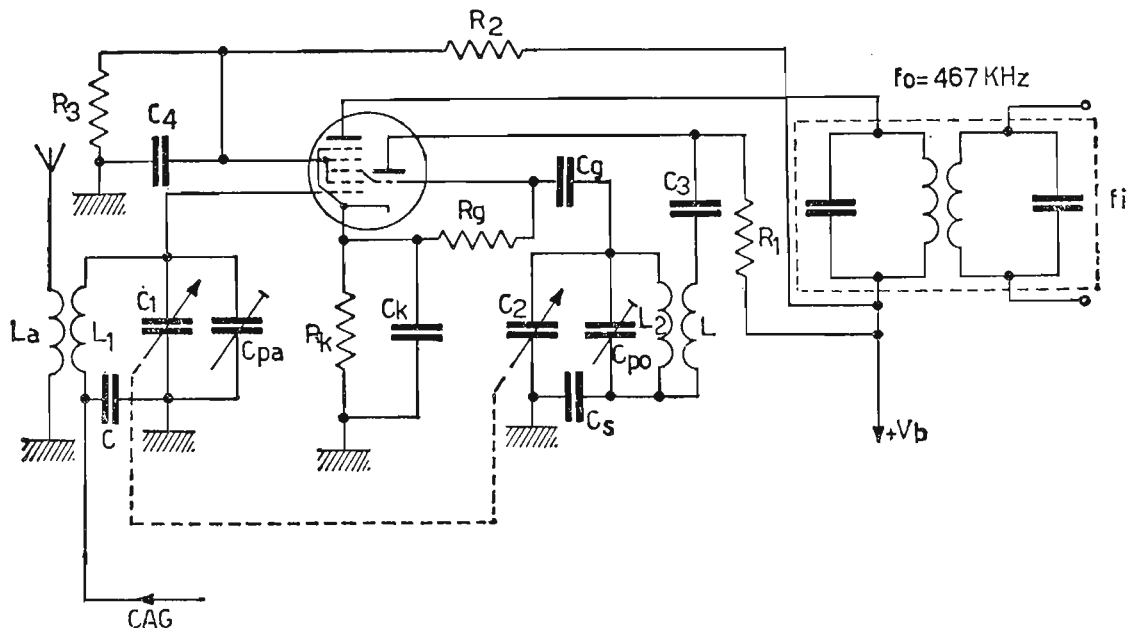 R2
fo = 467 KHz
R3
C4
Cg
C3
Rg
R1
fi
La
L1
C1
Cpa
Rk
Ck
C2
Cpo
L2
L
C
Cs
+Vb
CAG